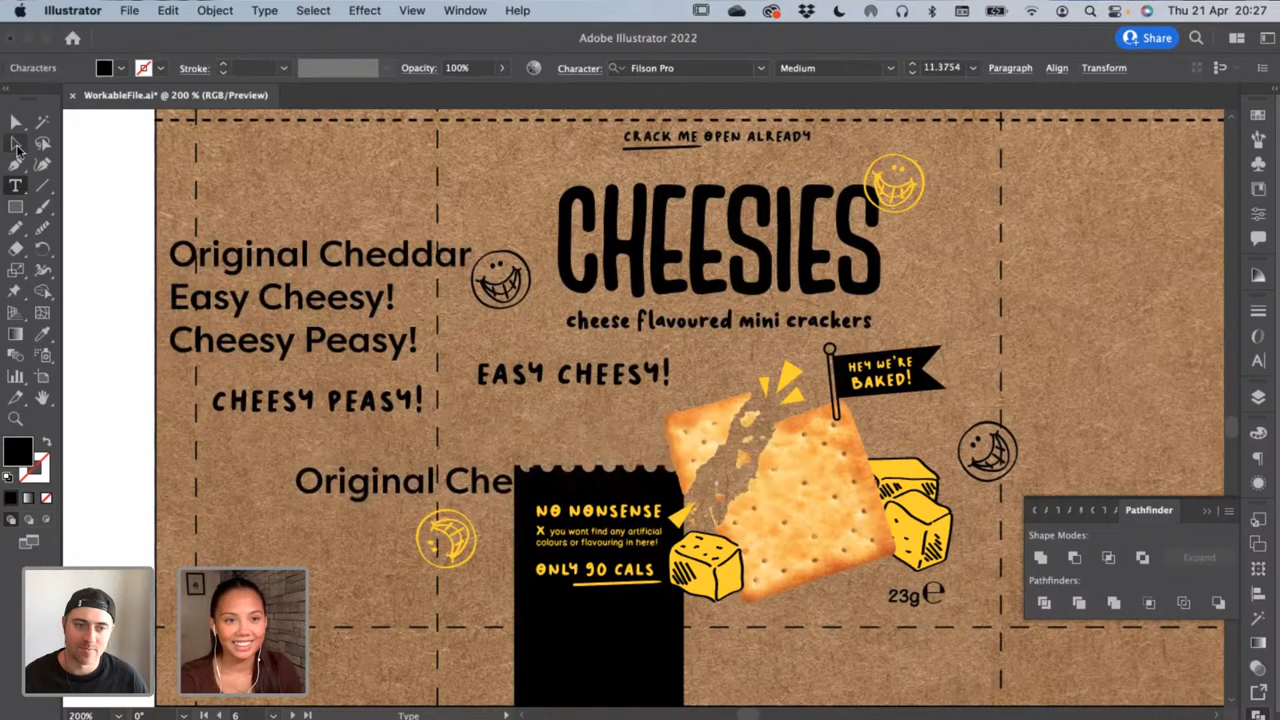 Illustrator File Edit Object Type Select Effect View Window Help Thu 21 Apr 20:27
Adobe Illustrator 2022
Share
Characters Stroke: Opacity: 100% Character: Filson Pro Medium 11.3754 Paragraph Align Transform
WorkableFile.ai* @ 200 % (RGB/Preview)
CRACK ME OPEN ALREADY
CHEESIES
cheese flavoured mini crackers
Original Cheddar
Easy Cheesy!
Cheesy Peasy!
EASY CHEESY!
CHEESY PEASY!
HEY WE'RE
BAKED!
Original Che
NO NONSENSE
X you wont find any artificial
colours or flavouring in here!
ONLY 90 CALS
23g℮
Pathfinder
Shape Modes:
Expand
Pathfinders:
200% 0° 6 Type